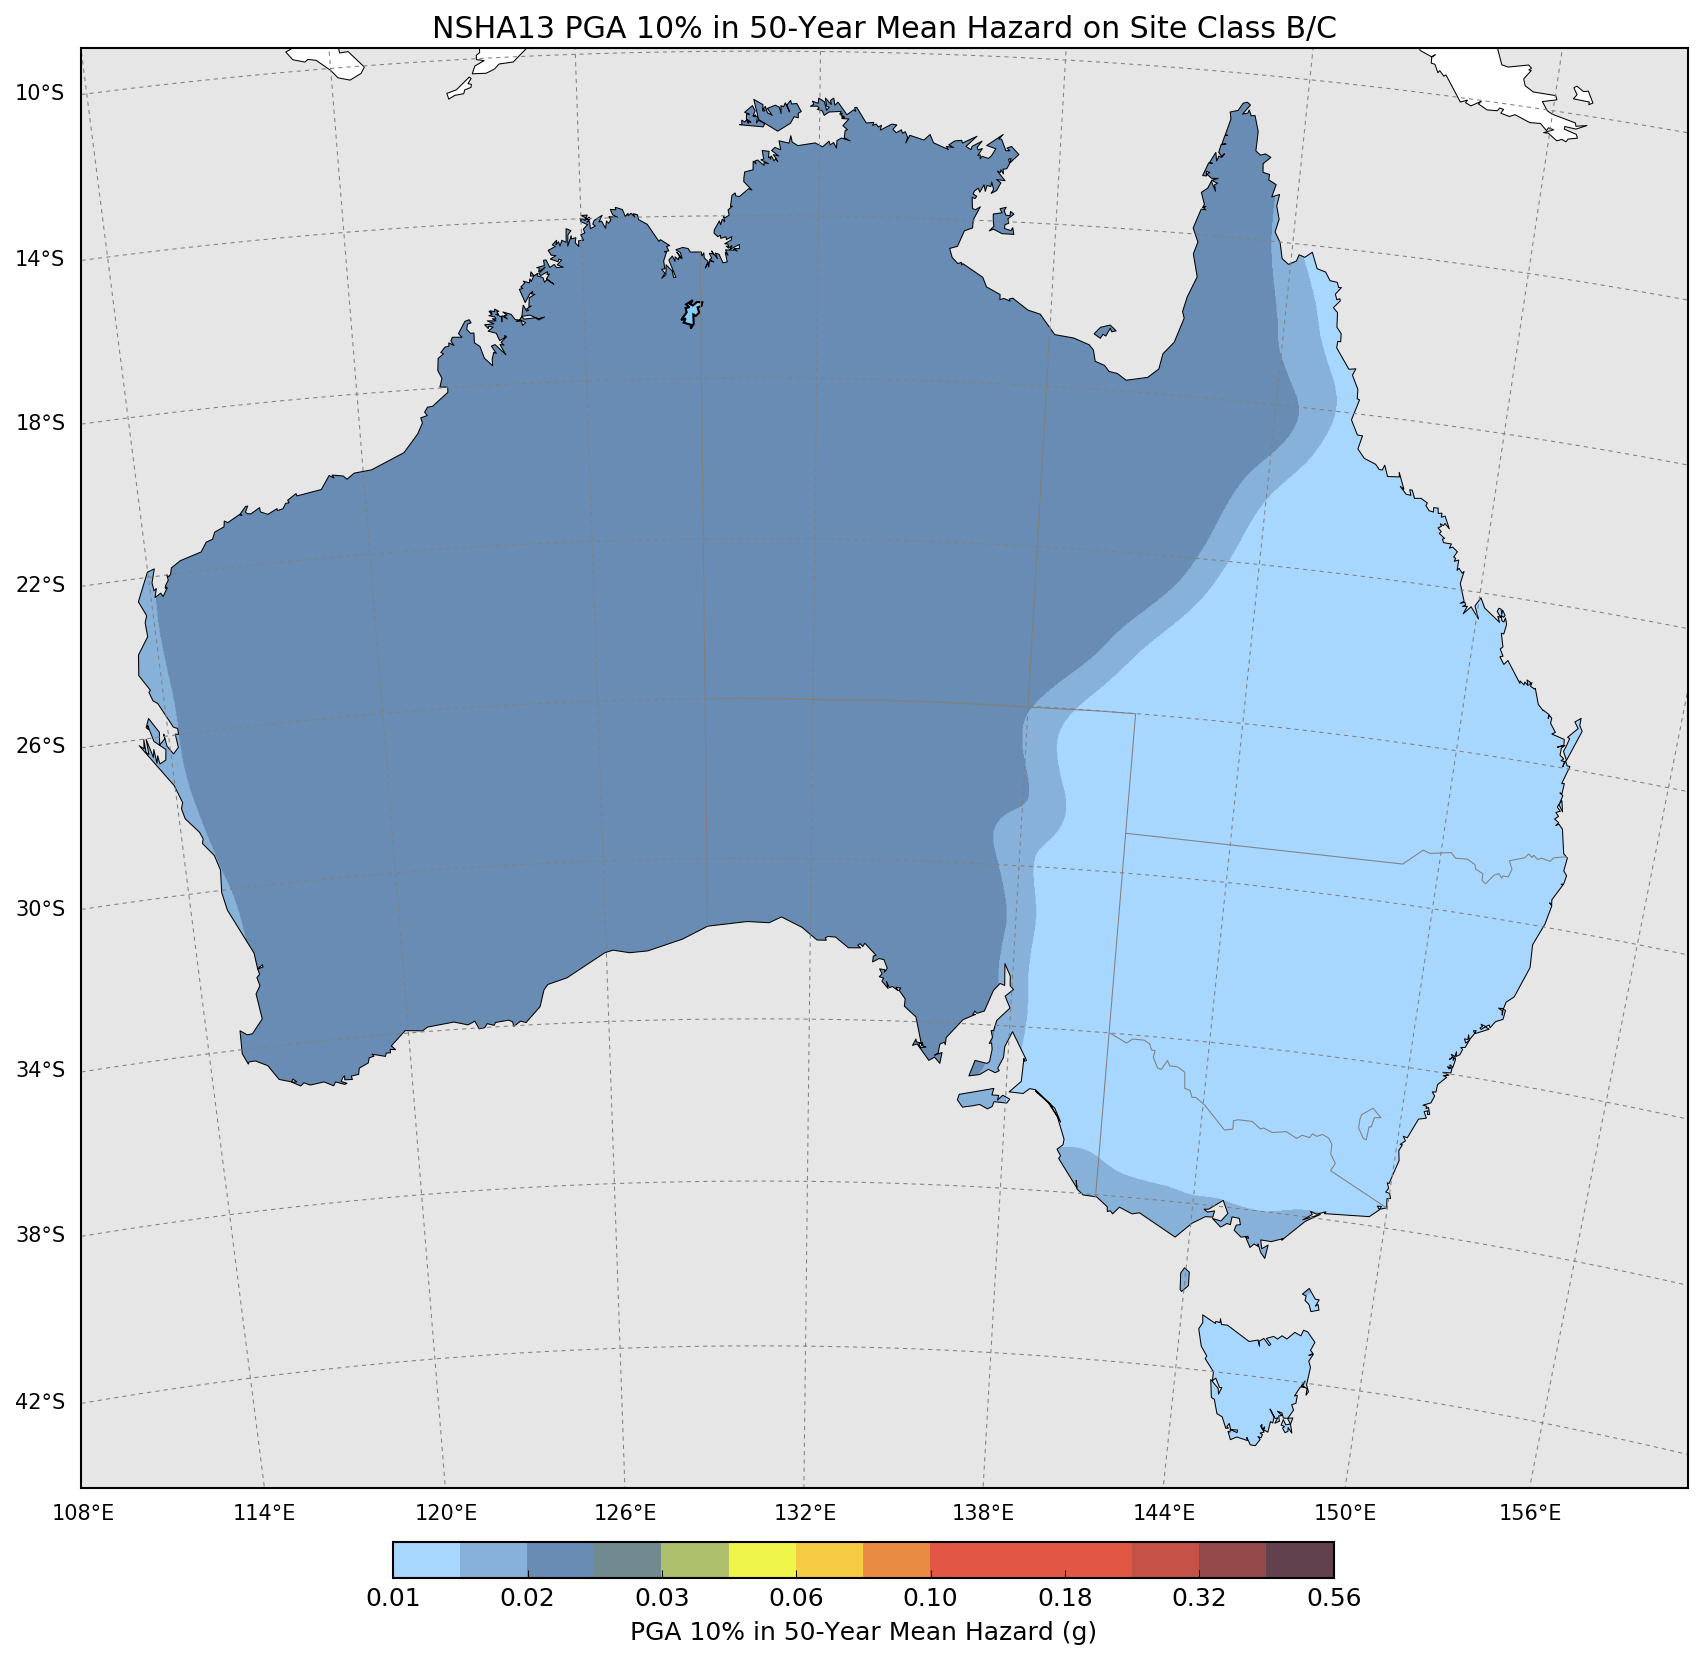 NSHA13 PGA 10% in 50-Year Mean Hazard on Site Class B/C
10°S
14°S
18°S
22°S
26°S
30°S
34°S
38°S
42°S
108°E 114°E 120°E 126°E 132°E 138°E 144°E 150°E 156°E
0.01 0.02 0.03 0.06 0.10 0.18 0.32 0.56
PGA 10% in 50-Year Mean Hazard (g)